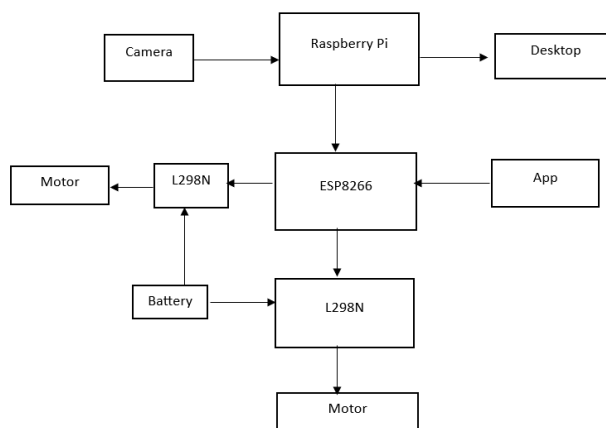 Camera
Raspberry Pi
Desktop
Motor
L298N
ESP8266
App
Battery
L298N
Motor